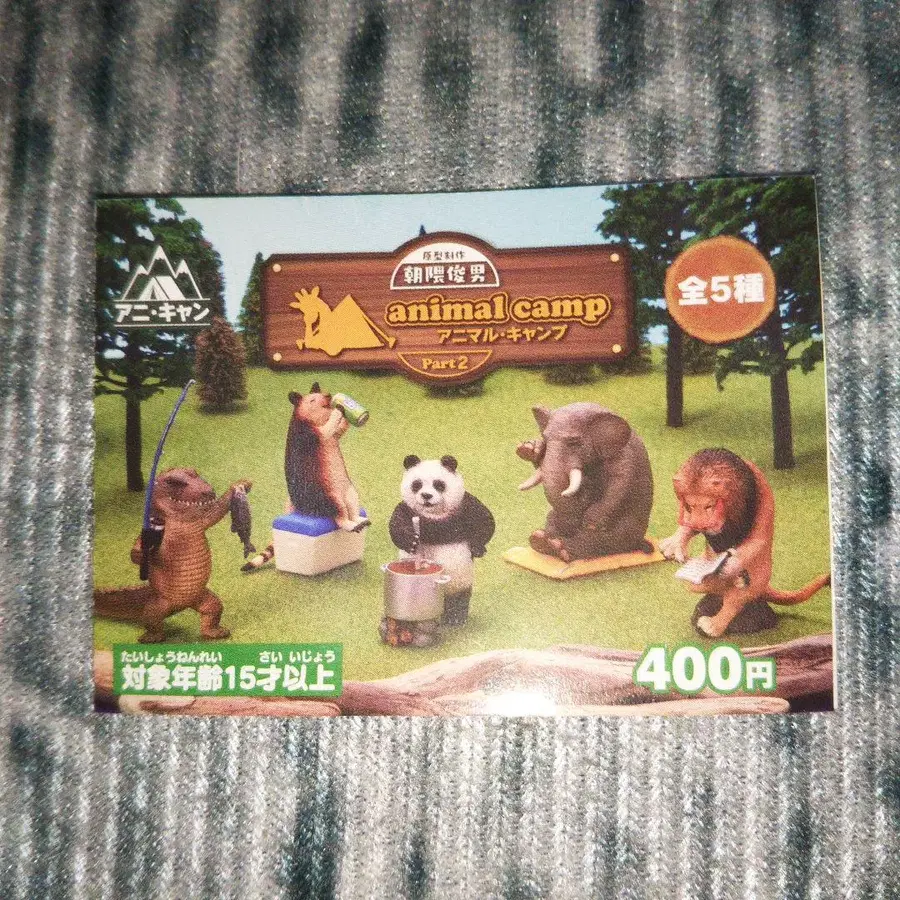 原型制作
朝隈俊男
animal camp
アニマル・キャンプ
Part2
アニ・キャン
全5種
たいしょうねんれい さい いじょう
対象年齢15才以上
400円